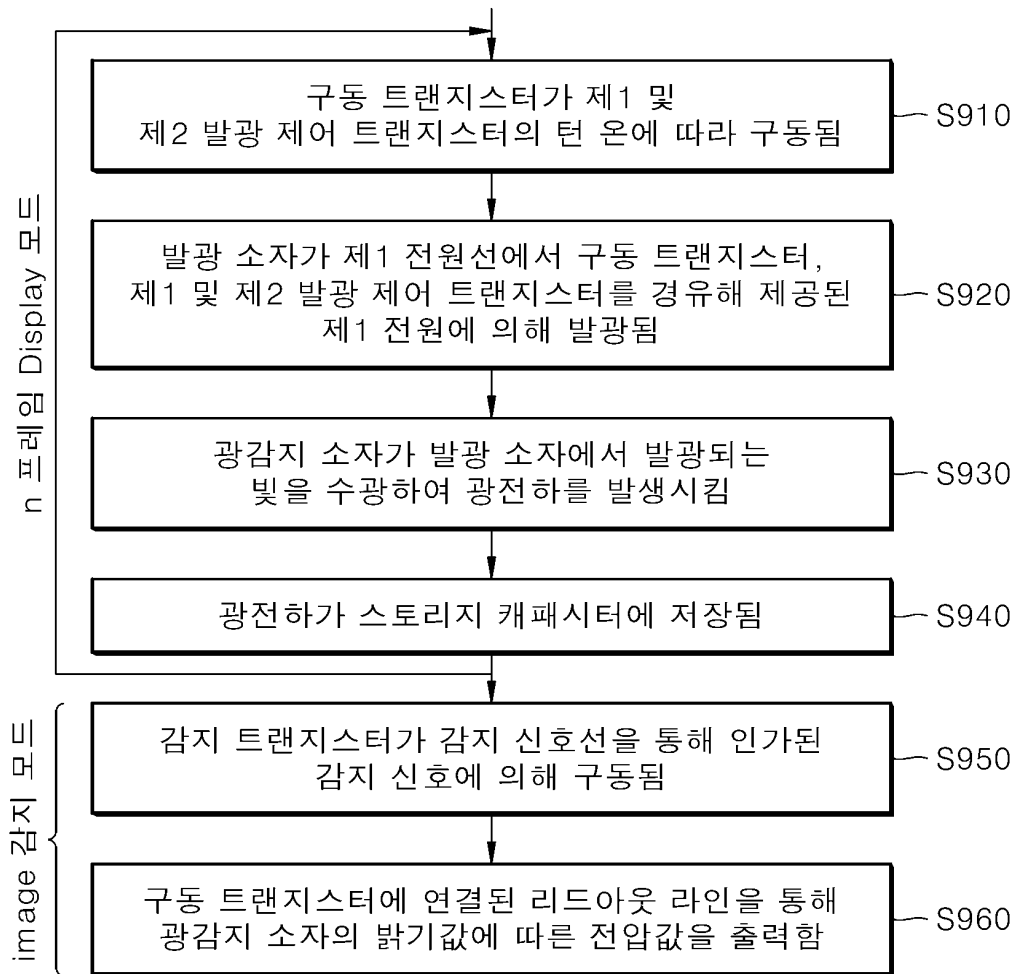 구동 트랜지스터가 제1 및
제2 발광 제어 트랜지스터의 턴 온에 따라 구동됨
S910
발광 소자가 제1 전원선에서 구동 트랜지스터,
제1 및 제2 발광 제어 트랜지스터를 경유해 제공된
제1 전원에 의해 발광됨
S920
광감지 소자가 발광 소자에서 발광되는
빛을 수광하여 광전하를 발생시킴
S930
광전하가 스토리지 캐패시터에 저장됨
S940
n 프레임 Display 모드
감지 트랜지스터가 감지 신호선을 통해 인가된
감지 신호에 의해 구동됨
S950
구동 트랜지스터에 연결된 리드아웃 라인을 통해
광감지 소자의 밝기값에 따른 전압값을 출력함
S960
image 감지 모드